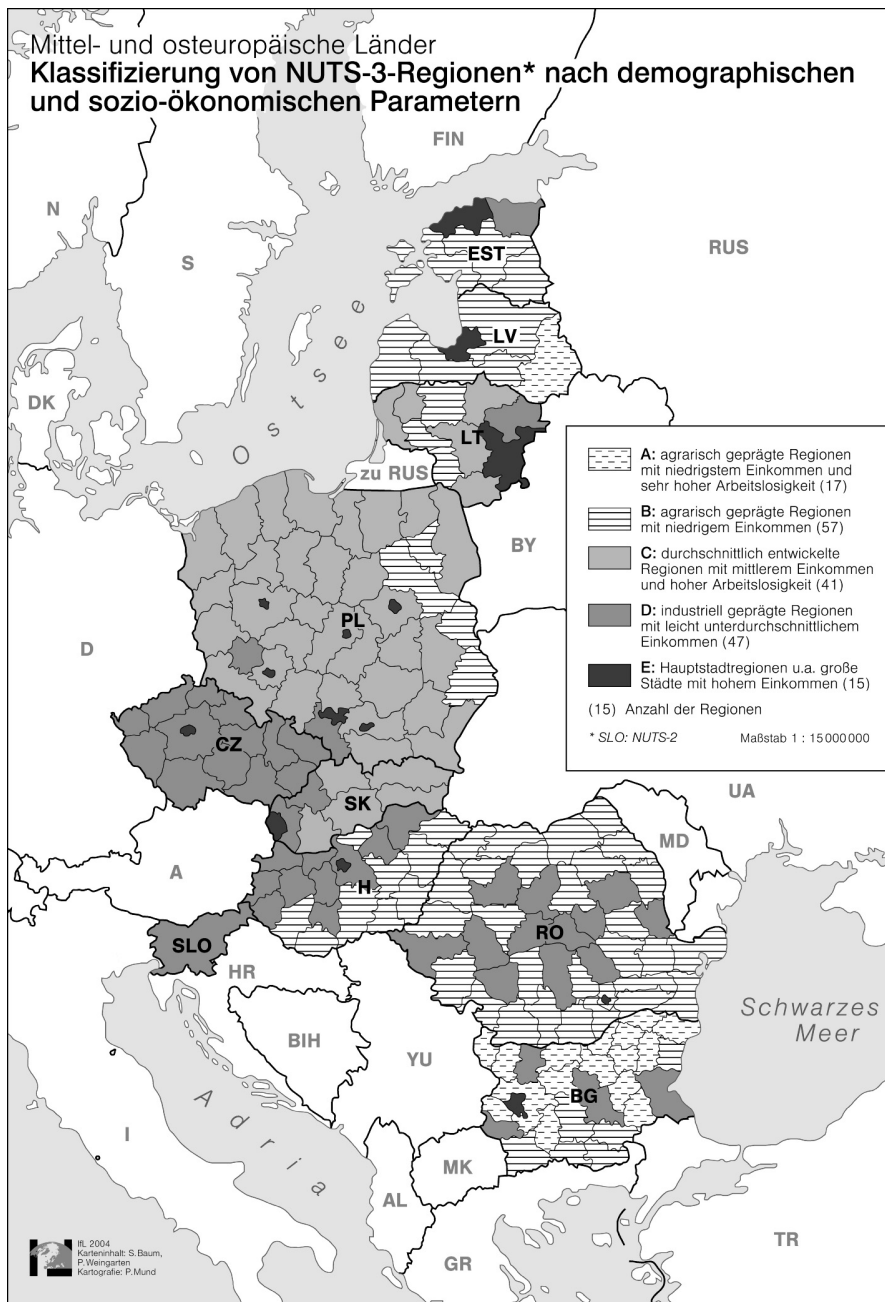 Mittel- und osteuropäische Länder
Klassifizierung von NUTS-3-Regionen* nach demographischen
und sozio-ökonomischen Parametern
FIN
N
S
RUS
EST
Ostsee
LV
DK
LT
zu RUS
A: agrarisch geprägte Regionen
mit niedrigstem Einkommen und
sehr hoher Arbeitslosigkeit (17)
B: agrarisch geprägte Regionen
mit niedrigem Einkommen (57)
C: durchschnittlich entwickelte
Regionen mit mittlerem Einkommen
und hoher Arbeitslosigkeit (41)
D: industriell geprägte Regionen
mit leicht unterdurchschnittlichem
Einkommen (47)
E: Hauptstadtregionen u.a. große
Städte mit hohem Einkommen (15)
(15) Anzahl der Regionen
* SLO: NUTS-2
Maßstab 1 : 15 000 000
BY
PL
D
CZ
SK
UA
MD
A
H
RO
SLO
HR
Schwarzes
Meer
BIH
YU
BG
Adria
I
MK
AL
TR
GR
IfL 2004
Karteninhalt: S.Baum,
P.Weingarten
Kartografie: P.Mund